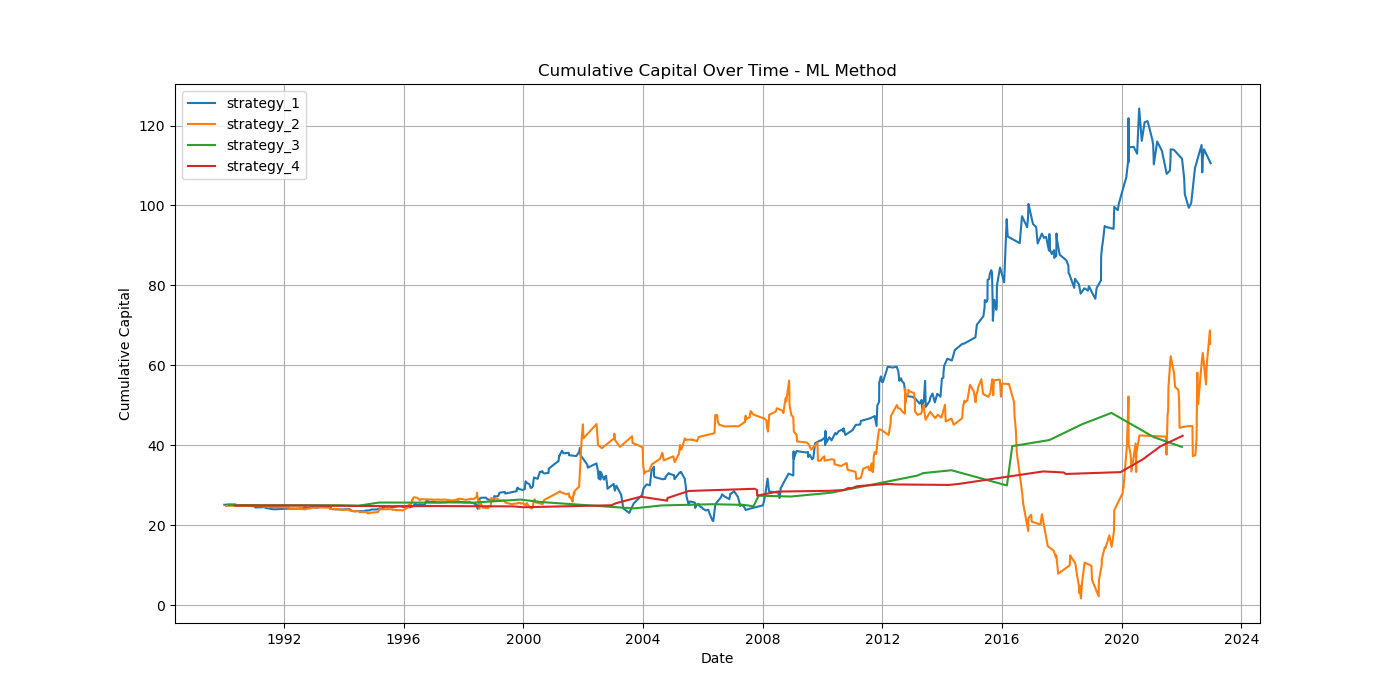 Cumulative Capital Over Time - ML Method
strategy_1
strategy_2
strategy_3
strategy_4
120
100
80
60
40
20
0
Cumulative Capital
1992 1996 2000 2004 2008 2012 2016 2020 2024
Date